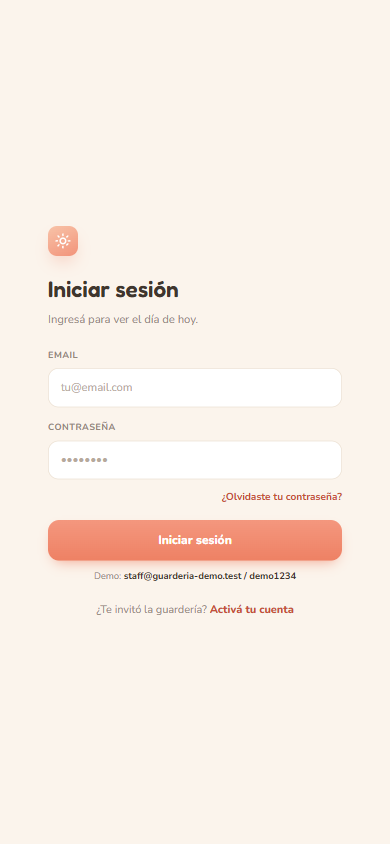 Iniciar sesión
Ingresá para ver el día de hoy.
EMAIL
tu@email.com
CONTRASEÑA
••••••••
¿Olvidaste tu contraseña?
Iniciar sesión
Demo: staff@guarderia-demo.test / demo1234
¿Te invitó la guardería? Activá tu cuenta